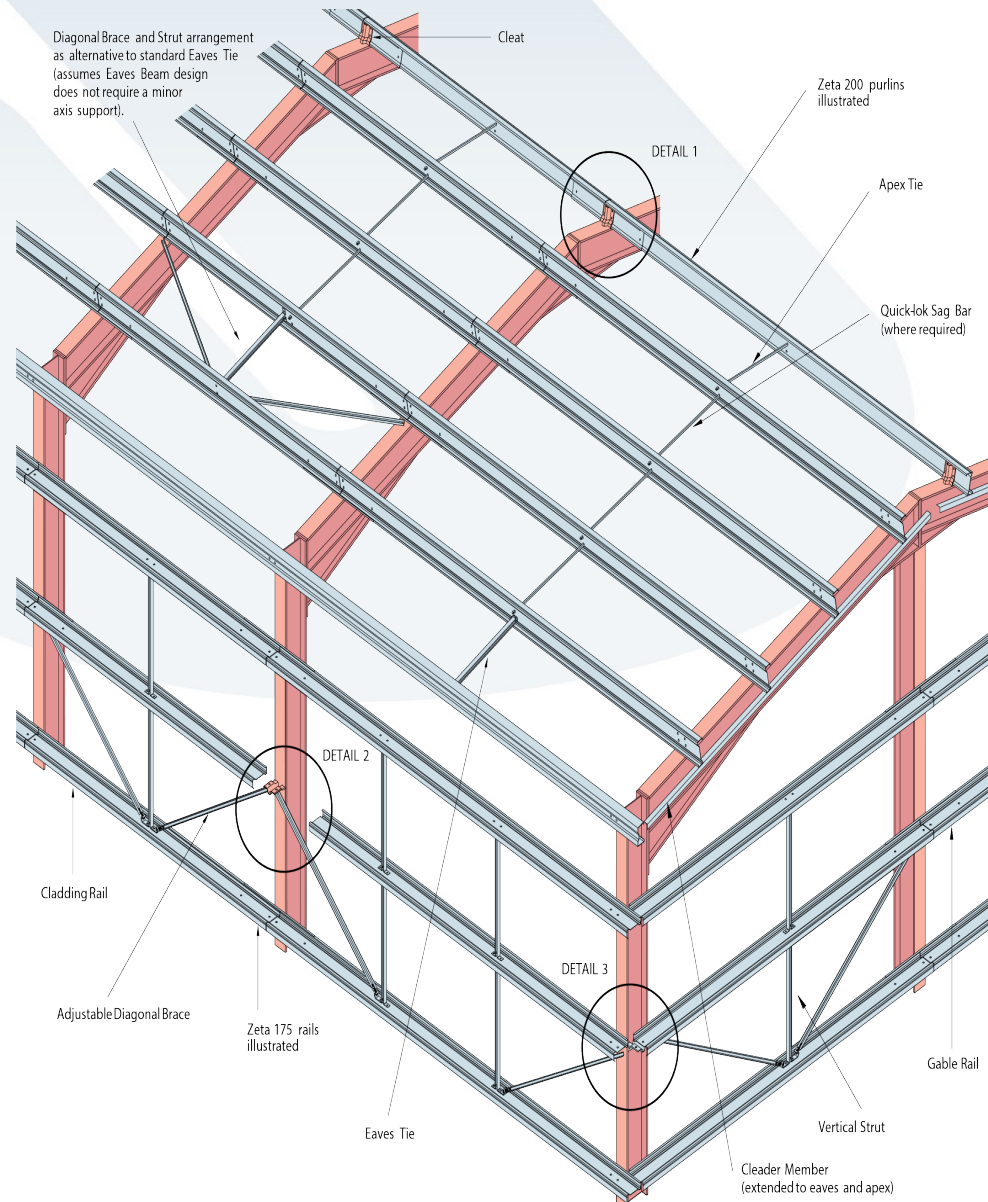 Diagonal Brace and Strut arrangement
as alternative to standard Eaves Tie
(assumes Eaves Beam design
does not require a minor
axis support).
Cleat
Zeta 200 purlins
illustrated
DETAIL 1
Apex Tie
Quick-lok Sag Bar
(where required)
DETAIL 2
Cladding Rail
DETAIL 3
Adjustable Diagonal Brace
Zeta 175 rails
illustrated
Gable Rail
Eaves Tie
Vertical Strut
Cleader Member
(extended to eaves and apex)